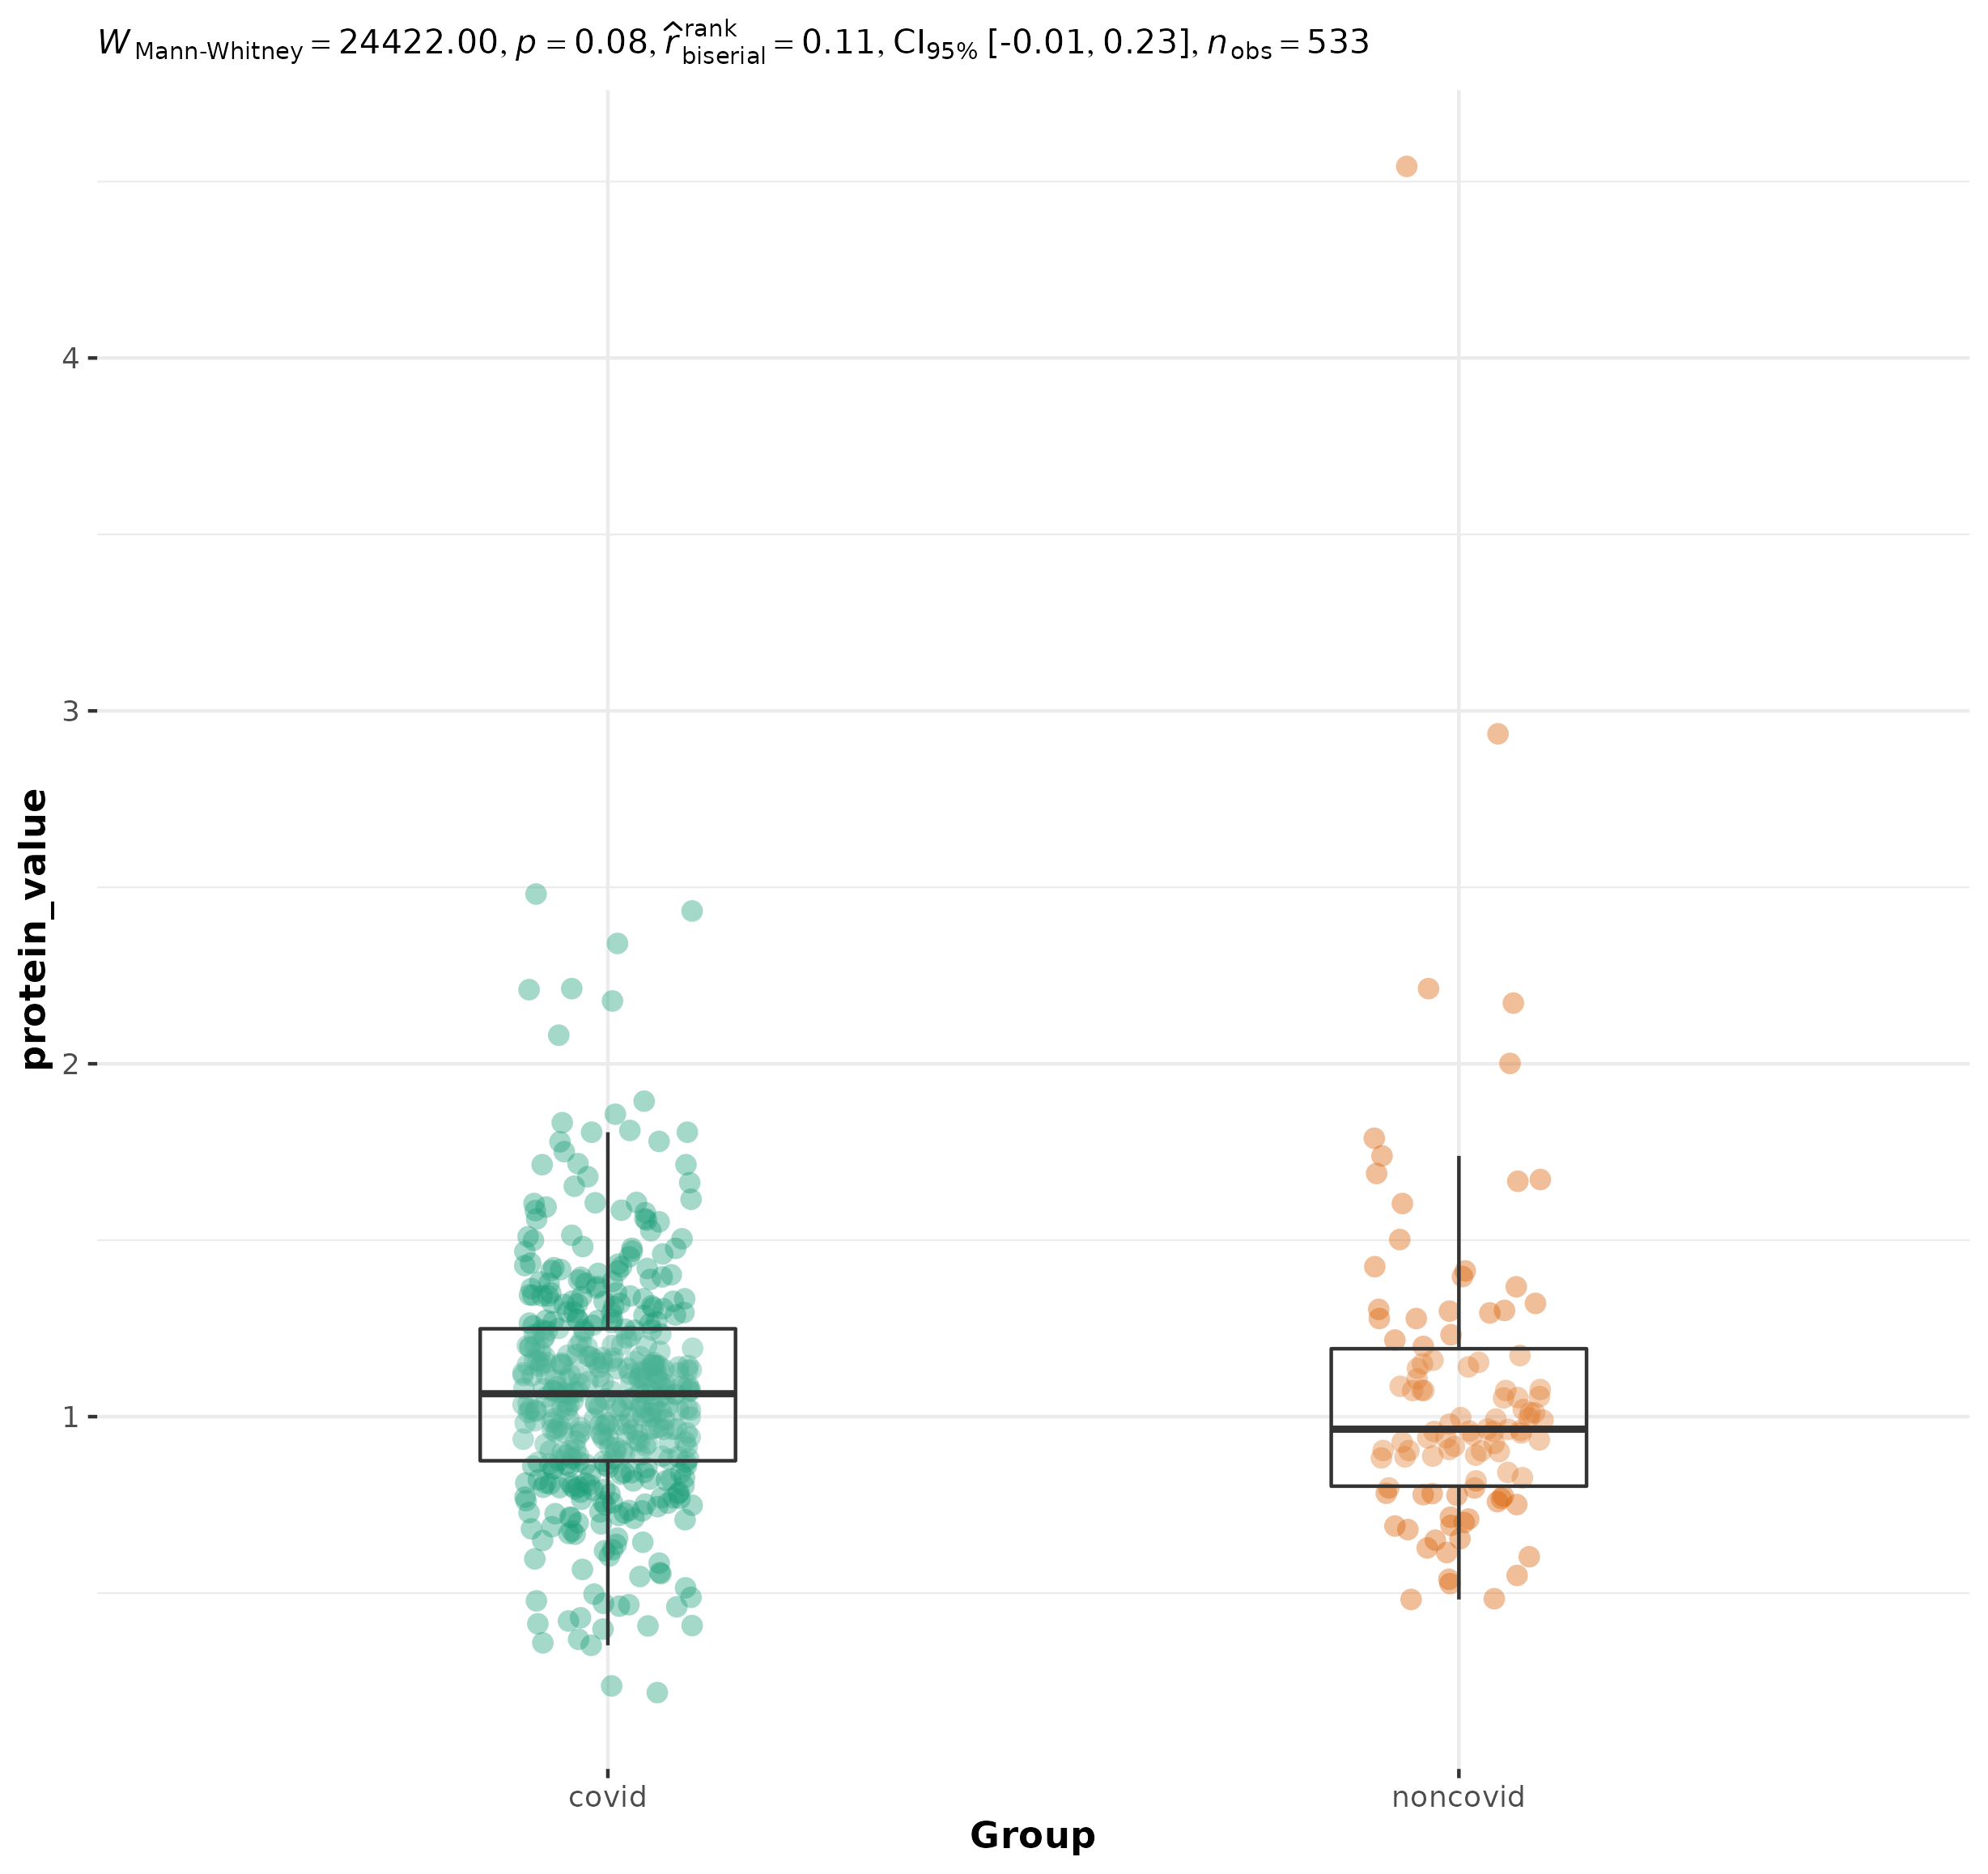 W Mann-Whitney = 24422.00, p = 0.08, r̂ rank biserial = 0.11, CI95% [-0.01, 0.23], n obs = 533
protein_value
4
3
2
1
covid noncovid
Group